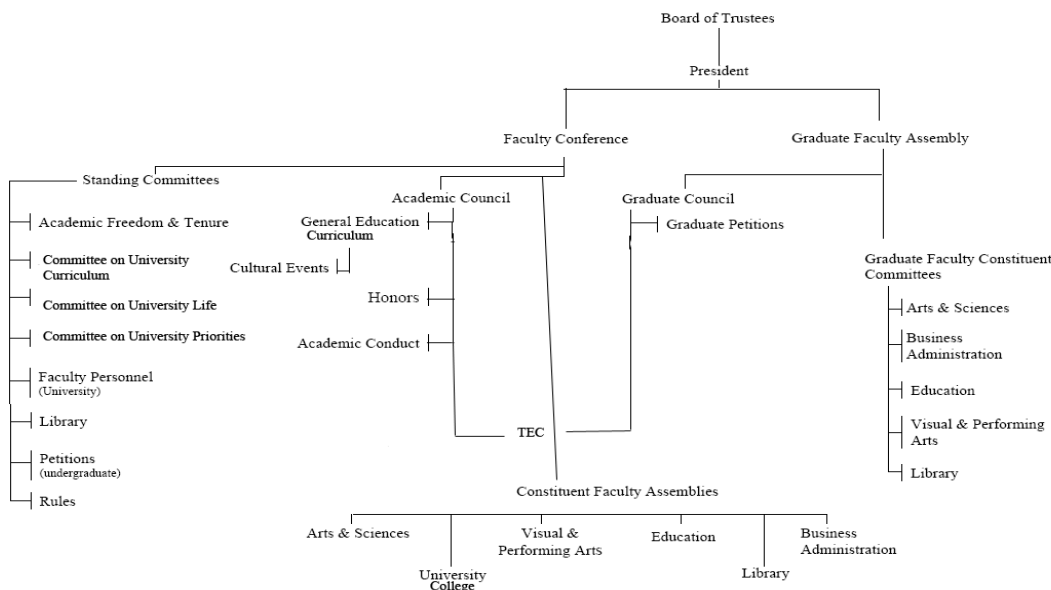 Board of Trustees
President
Faculty Conference
Graduate Faculty Assembly
Standing Committees
Academic Freedom & Tenure
Committee on University
Curriculum
Committee on University Life
Committee on University Priorities
Faculty Personnel
(University)
Library
Petitions
(undergraduate)
Rules
Academic Council
General Education
Curriculum
Cultural Events
Honors
Academic Conduct
TEC
Graduate Council
Graduate Petitions
Graduate Faculty Constituent
Committees
Arts & Sciences
Business
Administration
Education
Visual & Performing
Arts
Library
Constituent Faculty Assemblies
Arts & Sciences
University
College
Visual &
Performing Arts
Education
Library
Business
Administration